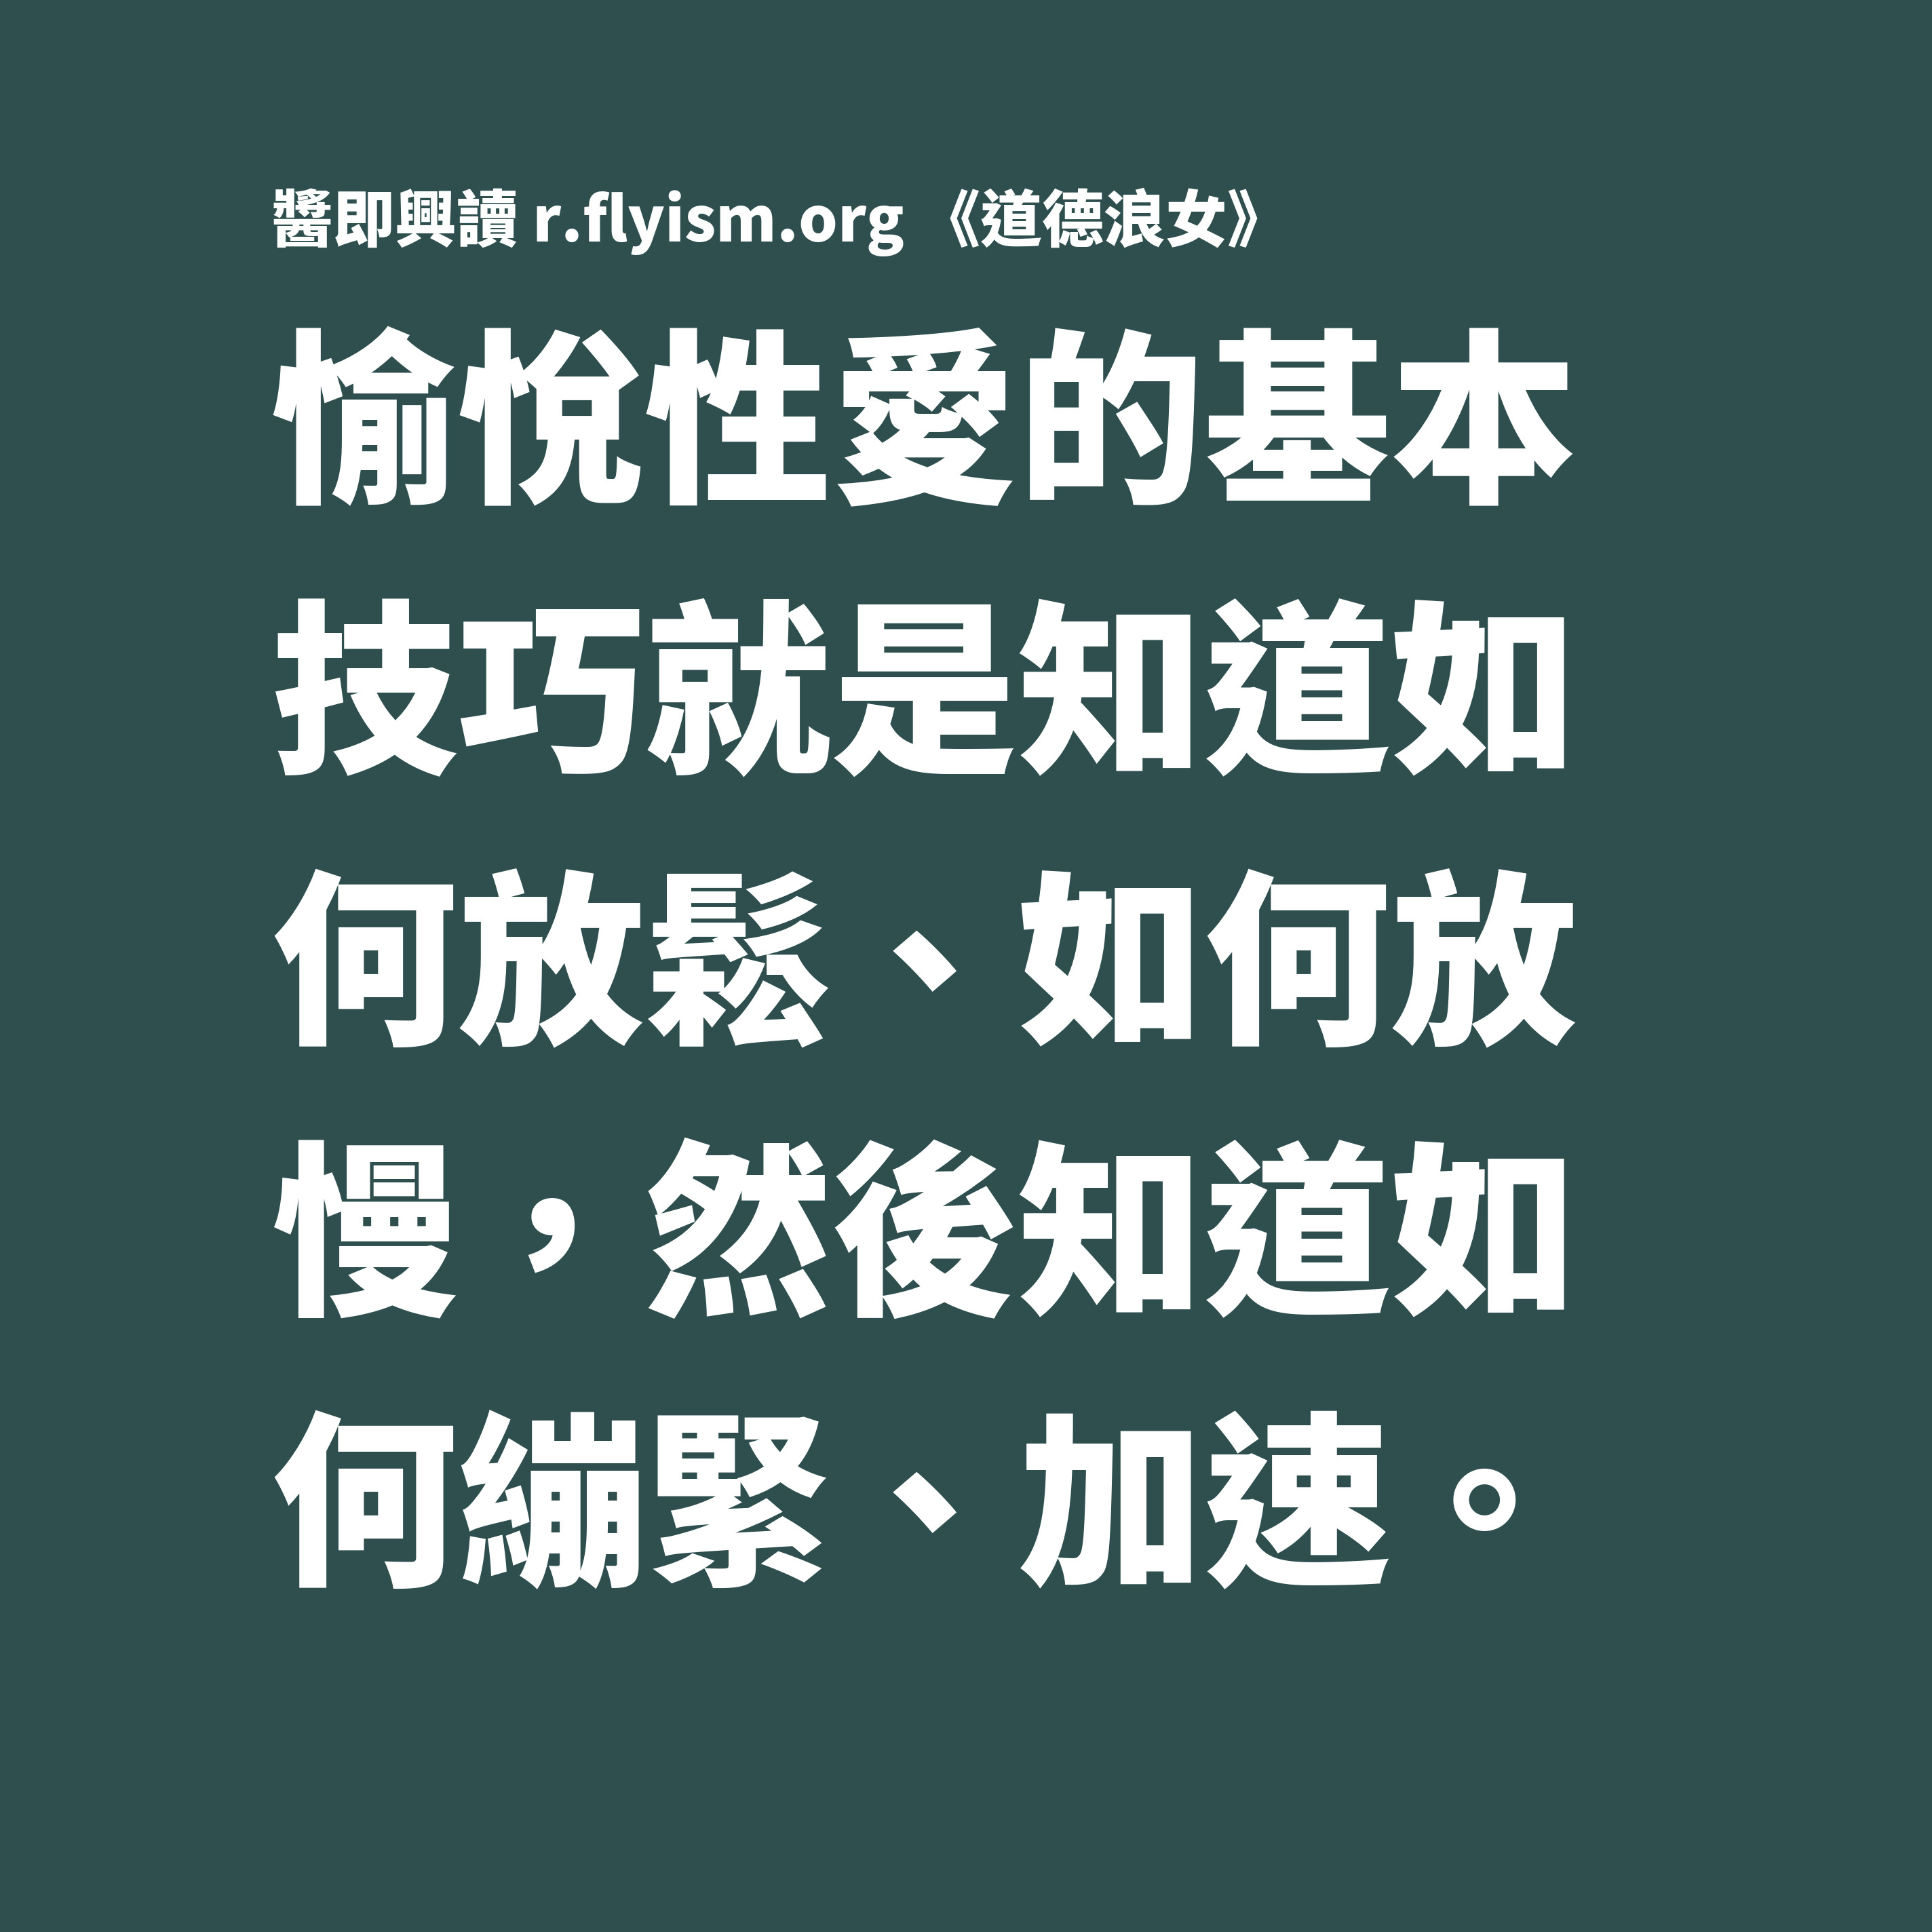 馨即興讀 r.flyism.org 《道德浪女》
愉悅性愛的基本
技巧就是知道如
何放鬆、如何放
慢，然後知道如
何繃緊、加速。